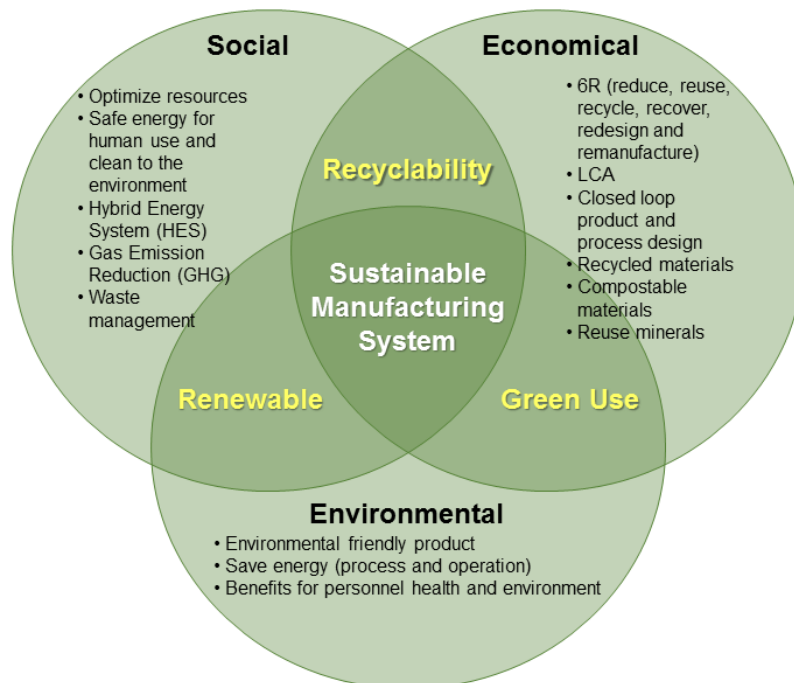 Social
• Optimize resources
• Safe energy for
human use and
clean to the
environment
• Hybrid Energy
System (HES)
• Gas Emission
Reduction (GHG)
• Waste
management
Economical
• 6R (reduce, reuse,
recycle, recover,
redesign and
remanufacture)
• LCA
• Closed loop
product and
process design
• Recycled materials
• Compostable
materials
• Reuse minerals
Recyclability
Sustainable
Manufacturing
System
Renewable
Green Use
Environmental
• Environmental friendly product
• Save energy (process and operation)
• Benefits for personnel health and environment